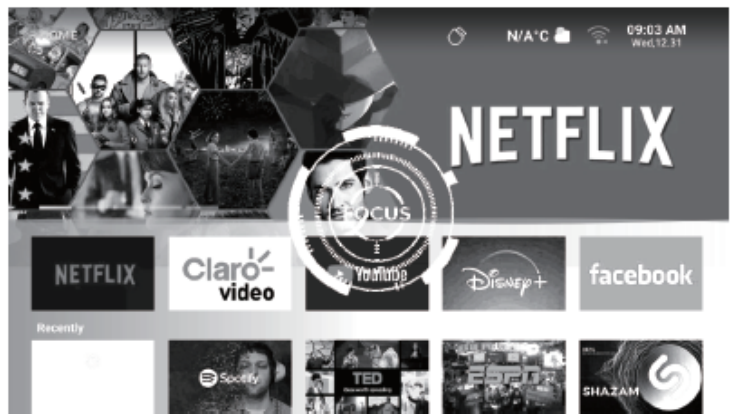 HOME
N/A°C
09:03 AM
Wed,12.31
NETFLIX
FOCUS
NETFLIX
Claro-
video
YouTube
Disney+
facebook
Recently
Spotify
TED
ESPN
SHAZAM